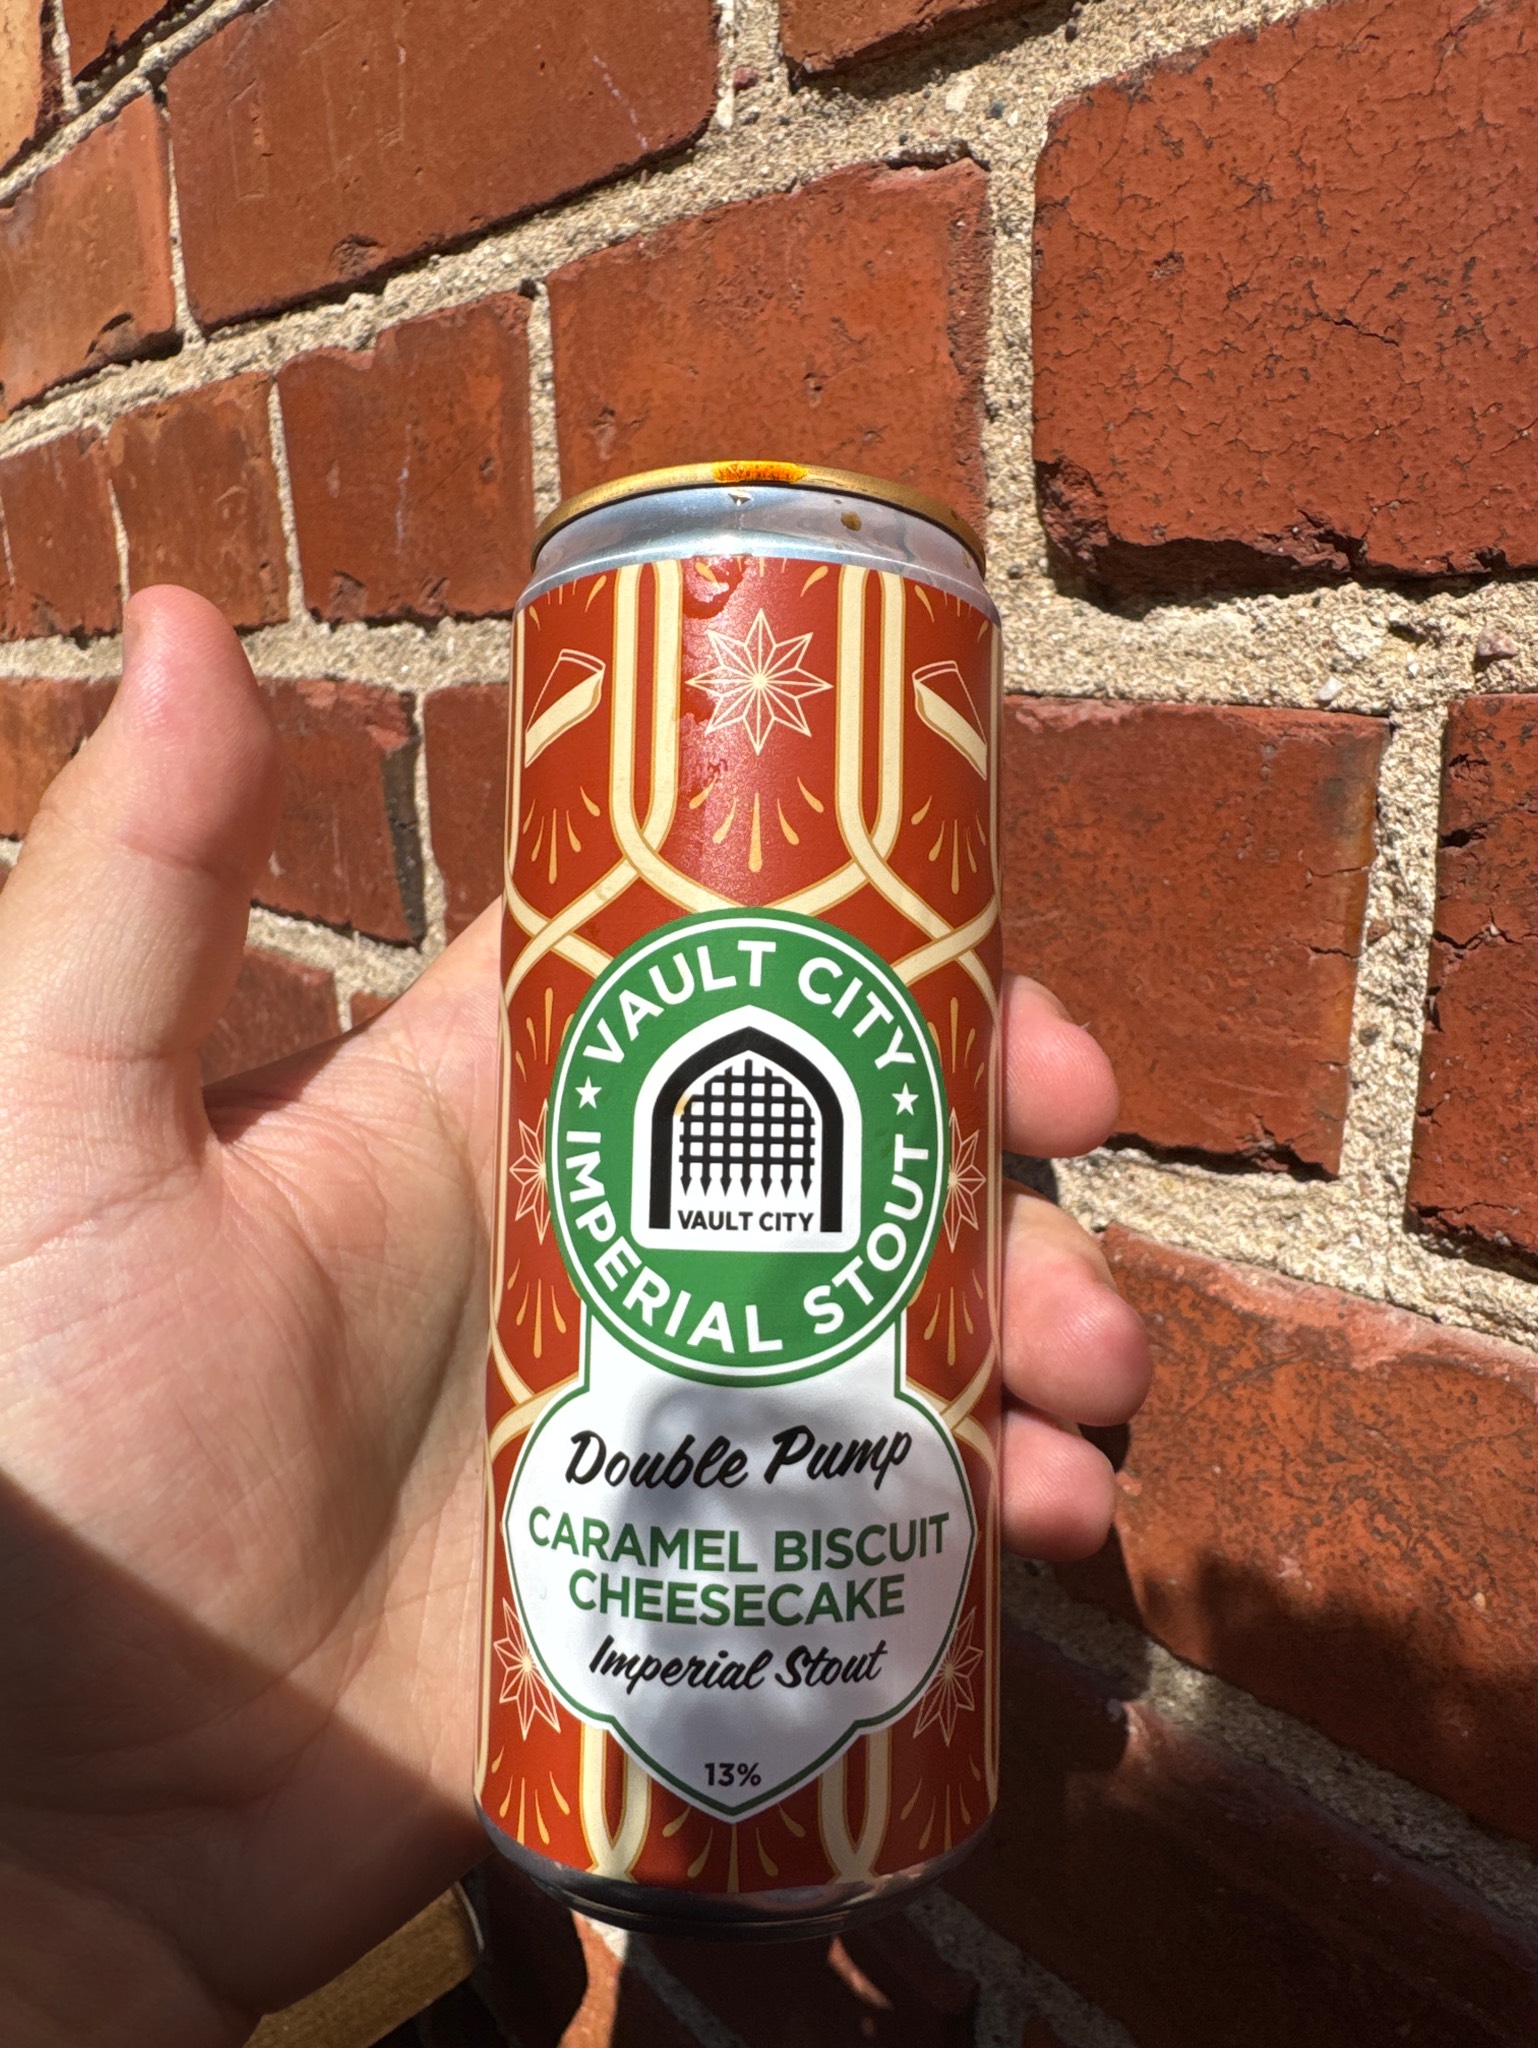 VAULT CITY
IMPERIAL STOUT
VAULT CITY
Double Pump
CARAMEL BISCUIT
CHEESECAKE
Imperial Stout
13%